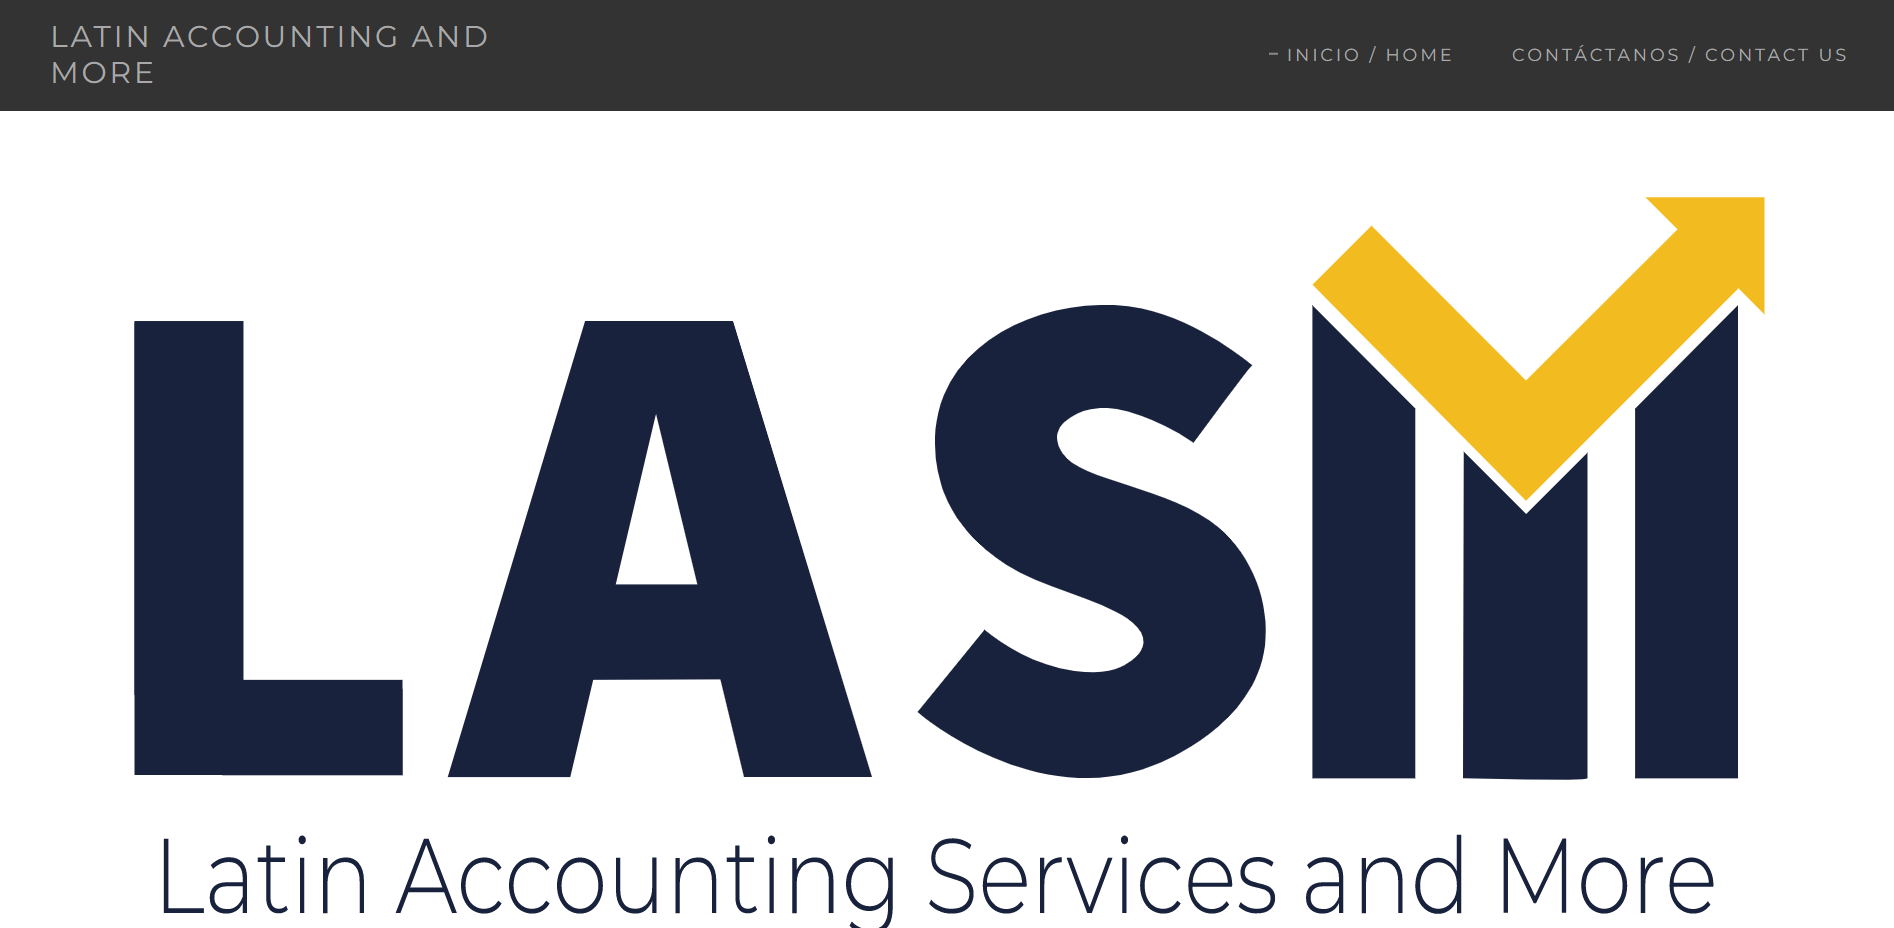 LATIN ACCOUNTING AND
MORE
– INICIO / HOME
CONTÁCTANOS / CONTACT US
LASM
Latin Accounting Services and More